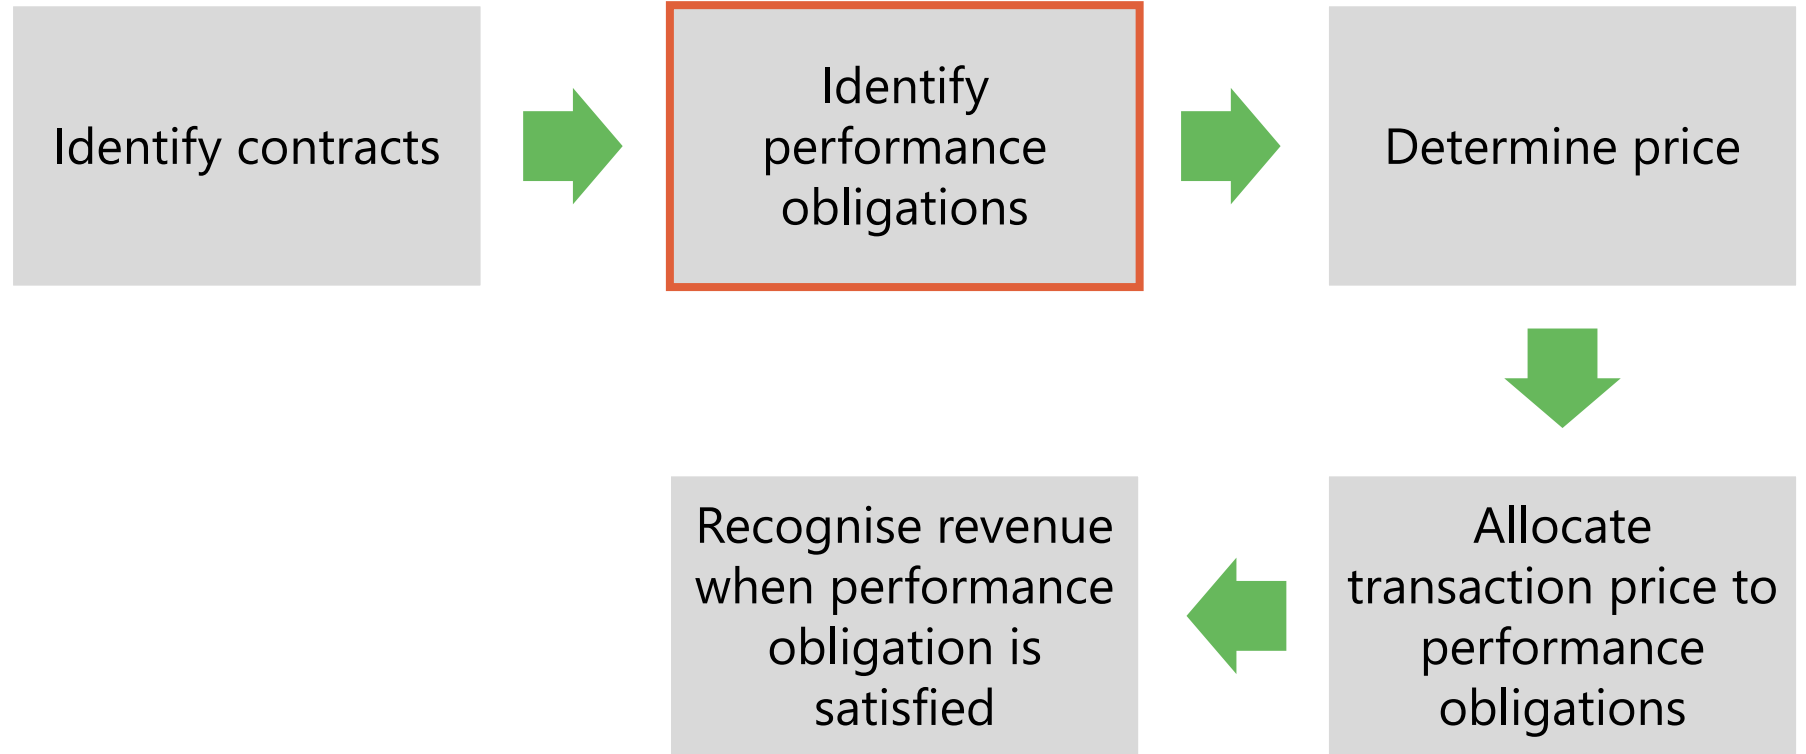 Identify contracts
Identify
performance
obligations
Determine price
Allocate
transaction price to
performance
obligations
Recognise revenue
when performance
obligation is
satisfied